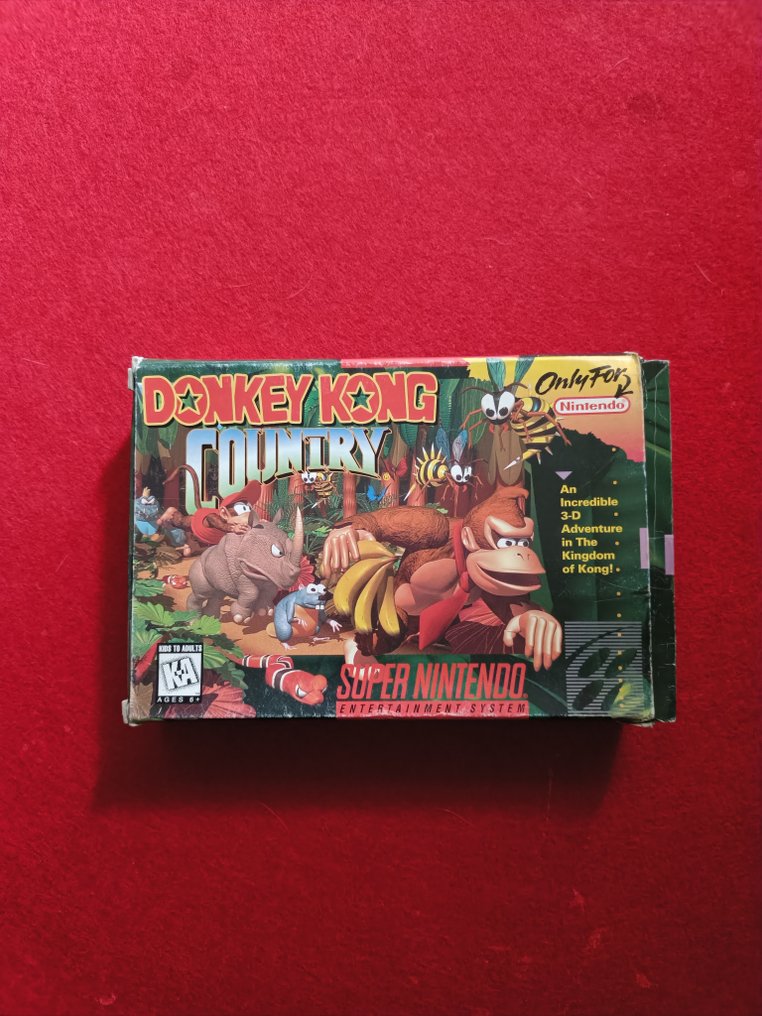 DONKEY KONG
COUNTRY
Only For
Nintendo
An
Incredible
3-D
Adventure
in The
Kingdom
of Kong!
KIDS TO ADULTS
K-A
AGES 6+
SUPER NINTENDO
ENTERTAINMENT SYSTEM